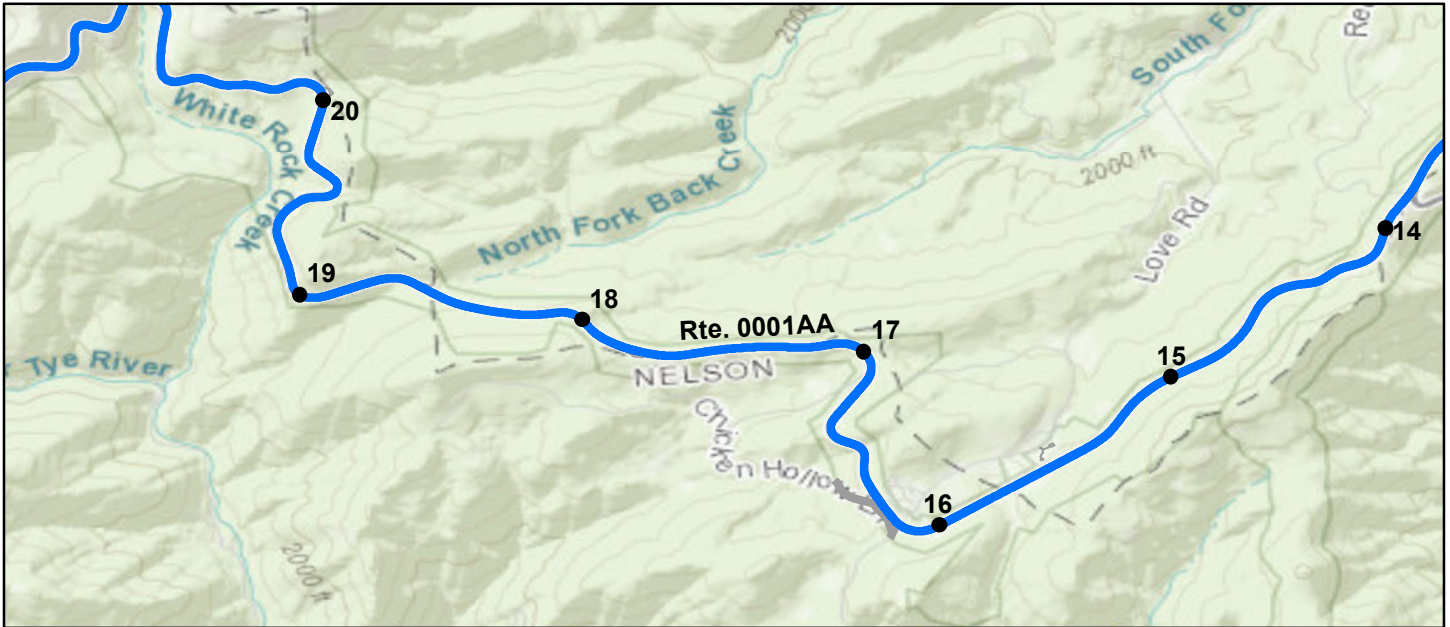 2000
South Fo
Re
20
White Rock Creek
North Fork Back Creek
2000 ft
Love Rd
14
19
18
Rte. 0001AA
17
15
Tye River
NELSON
Chicken Hollow
16
2000 ft